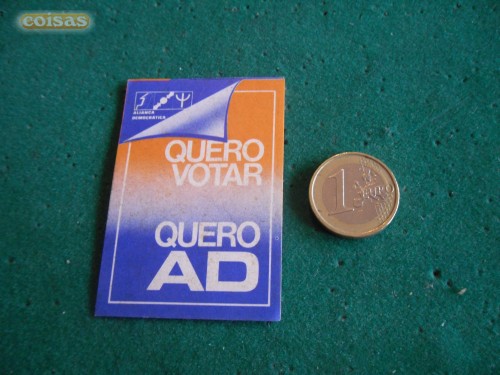 coisas
ALIANÇA
DEMOCRÁTICA
QUERO
VOTAR
QUERO
AD
1
EURO